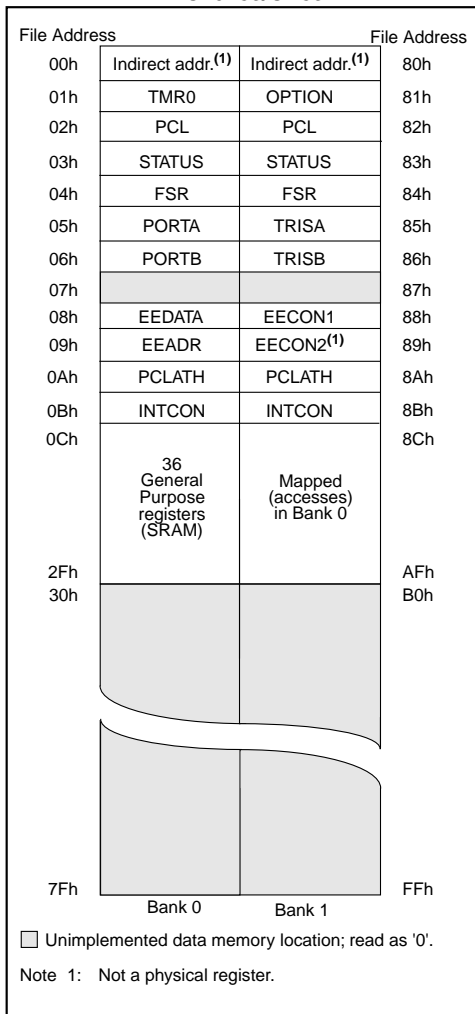 File Address File Address
00h Indirect addr.(1) Indirect addr.(1) 80h
01h TMR0 OPTION 81h
02h PCL PCL 82h
03h STATUS STATUS 83h
04h FSR FSR 84h
05h PORTA TRISA 85h
06h PORTB TRISB 86h
07h 87h
08h EEDATA EECON1 88h
09h EEADR EECON2(1) 89h
0Ah PCLATH PCLATH 8Ah
0Bh INTCON INTCON 8Bh
0Ch 8Ch
36
General
Purpose
registers
(SRAM)
Mapped
(accesses)
in Bank 0
2Fh AFh
30h B0h
7Fh FFh
Bank 0 Bank 1
Unimplemented data memory location; read as '0'.
Note 1: Not a physical register.